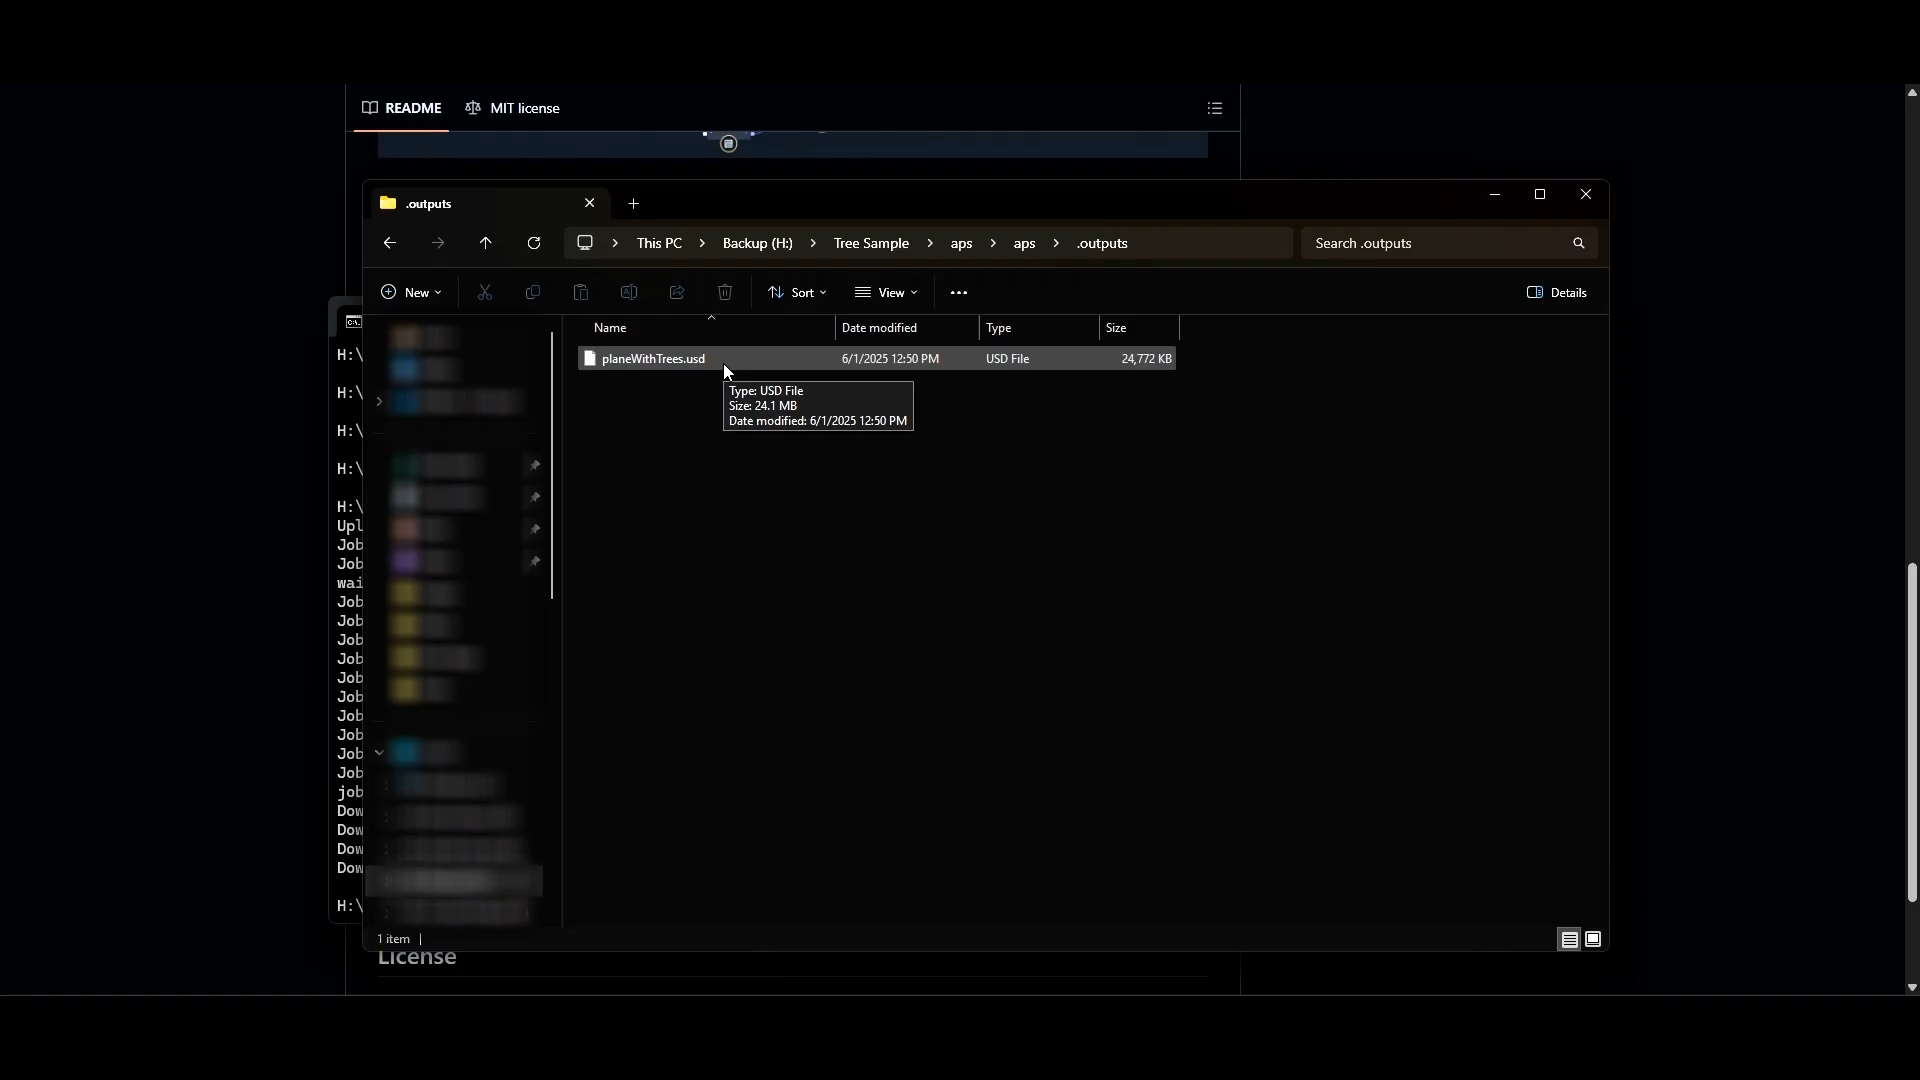 README MIT license
.outputs
This PC Backup (H:) Tree Sample aps aps .outputs Search .outputs
New Sort View Details
Name Date modified Type Size
planeWithTrees.usd 6/1/2025 12:50 PM USD File 24,772 KB
Type: USD File
Size: 24.1 MB
Date modified: 6/1/2025 12:50 PM
H:\
H:\
H:\
H:\
H:\
Upl
Job
Job
wai
Job
Job
Job
Job
Job
Job
Job
Job
Job
Job
job
Dow
Dow
Dow
Dow
H:\
1 item
License